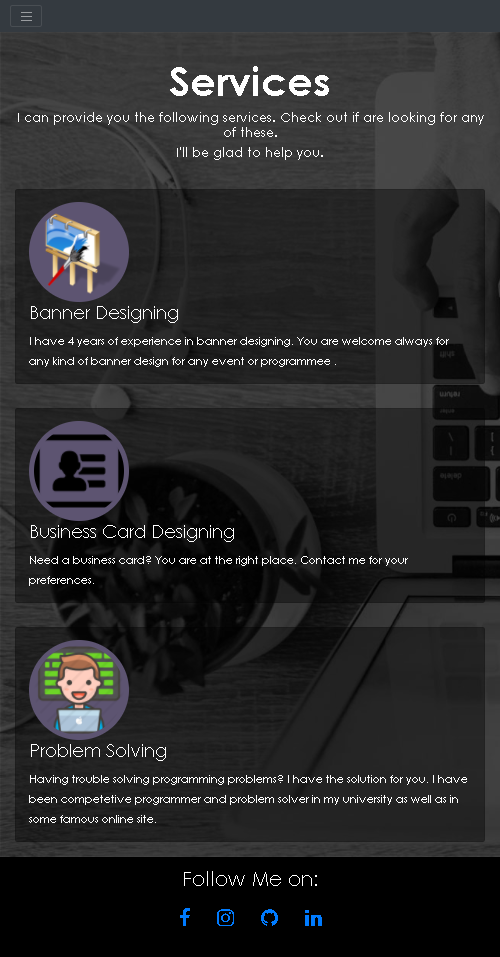 Services
I can provide you the following services. Check out if are looking for any
of these.
I'll be glad to help you.
Banner Designing
I have 4 years of experience in banner designing. You are welcome always for
any kind of banner design for any event or programmee .
Business Card Designing
Need a business card? You are at the right place. Contact me for your
preferences.
Problem Solving
Having trouble solving programming problems? I have the solution for you. I have
been competetive programmer and problem solver in my university as well as in
some famous online site.
shift
return
enter
delete
Follow Me on: